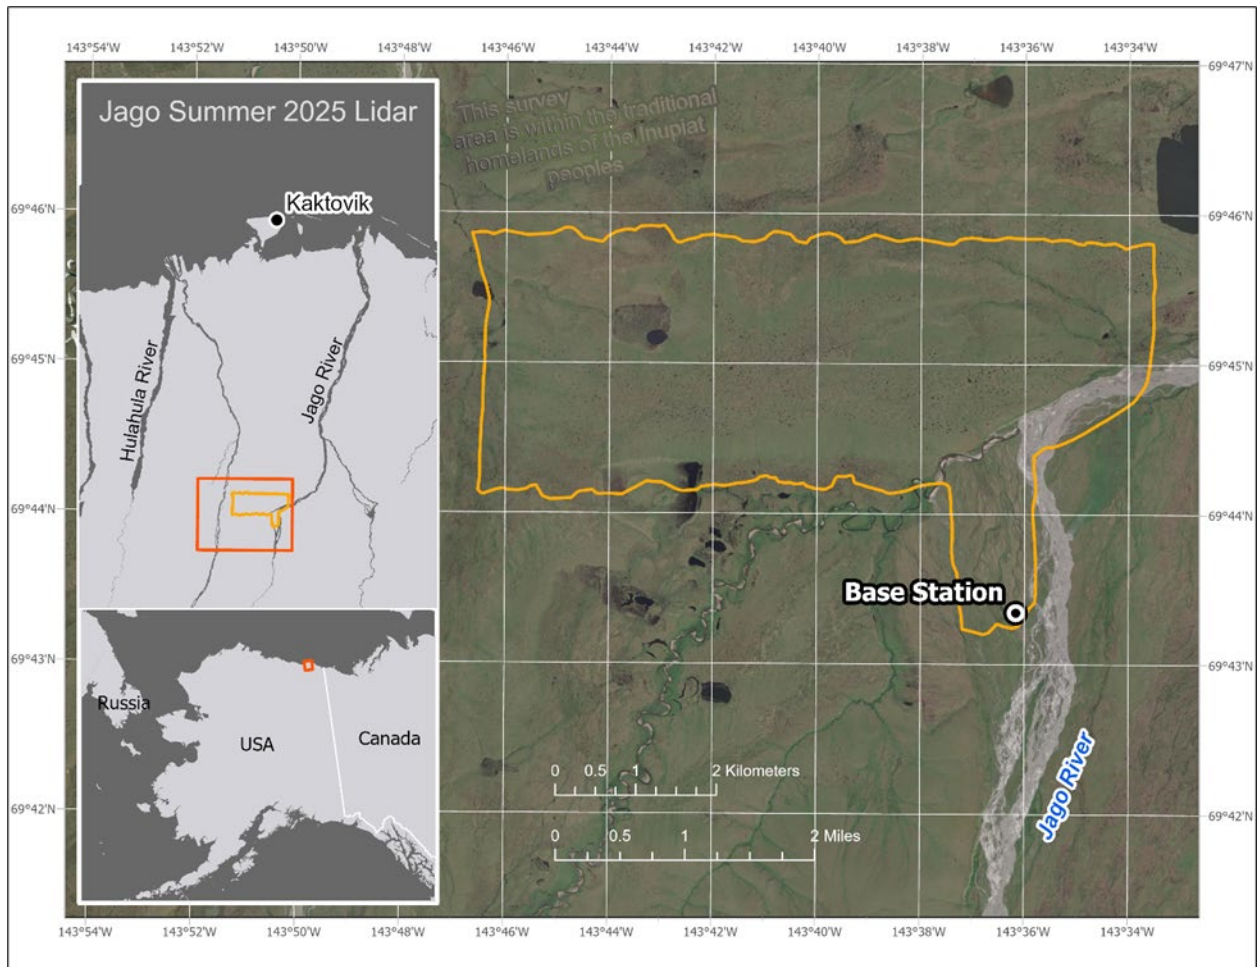 143°54'W 143°52'W 143°50'W 143°48'W 143°46'W 143°44'W 143°42'W 143°40'W 143°38'W 143°36'W 143°34'W
69°47'N
Jago Summer 2025 Lidar
This survey
area is within the traditional
homelands of the Inupiat
peoples
69°46'N
Kaktovik
69°46'N
69°45'N
69°45'N
Hulahula River
Jago River
69°44'N
69°44'N
Base Station
69°43'N
69°43'N
Russia
USA
Canada
0 0.5 1 2 Kilometers
Jago River
69°42'N
69°42'N
0 0.5 1 2 Miles
143°54'W 143°52'W 143°50'W 143°48'W 143°46'W 143°44'W 143°42'W 143°40'W 143°38'W 143°36'W 143°34'W